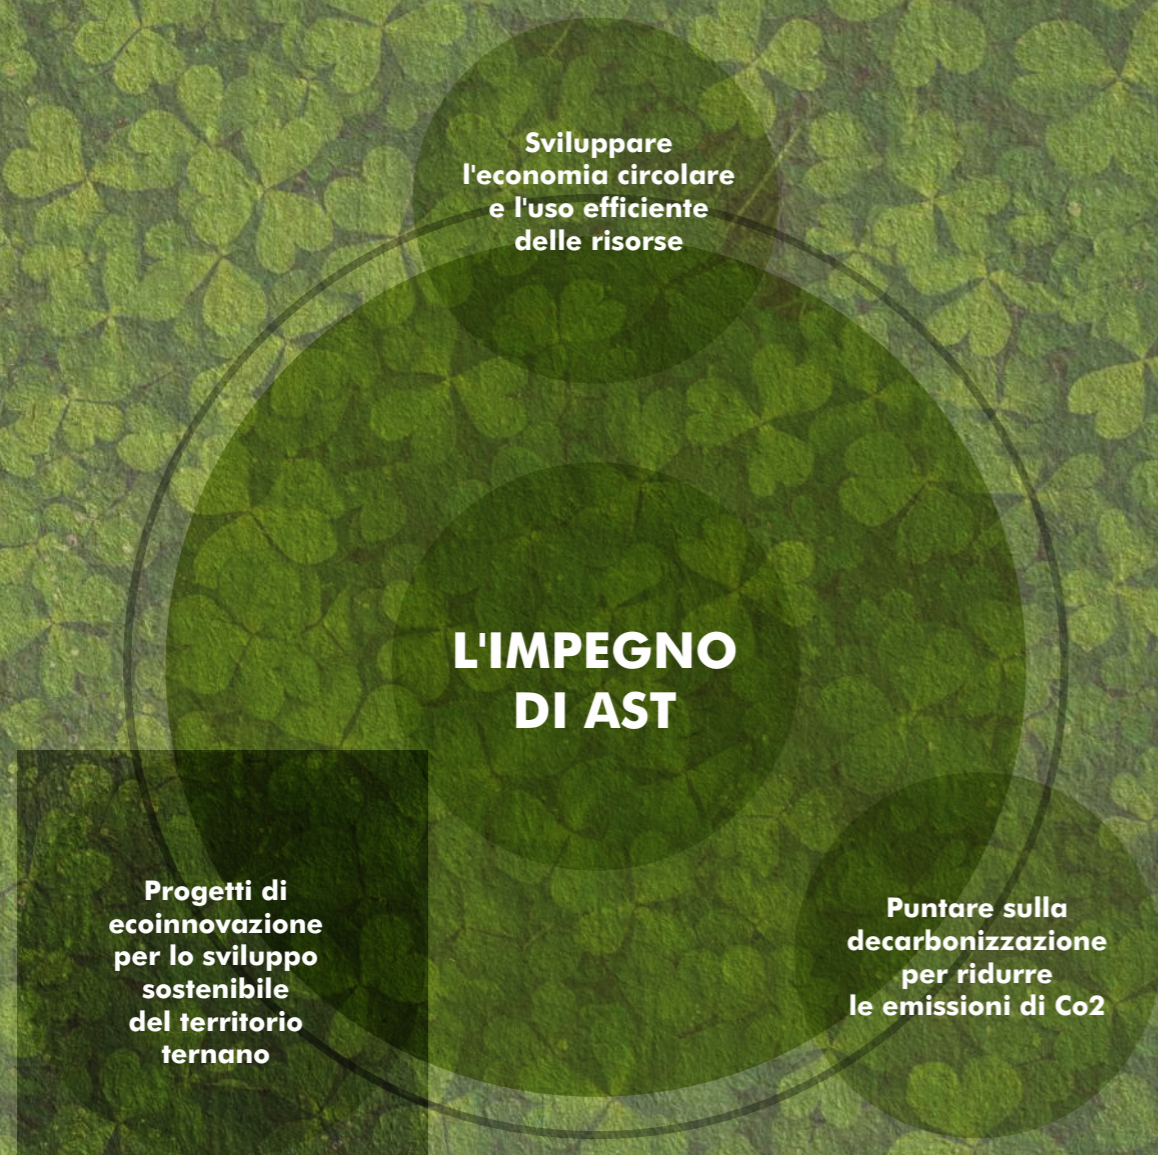 Sviluppare
l'economia circolare
e l'uso efficiente
delle risorse
L'IMPEGNO
DI AST
Progetti di
ecoinnovazione
per lo sviluppo
sostenibile
del territorio
ternano
Puntare sulla
decarbonizzazione
per ridurre
le emissioni di Co2